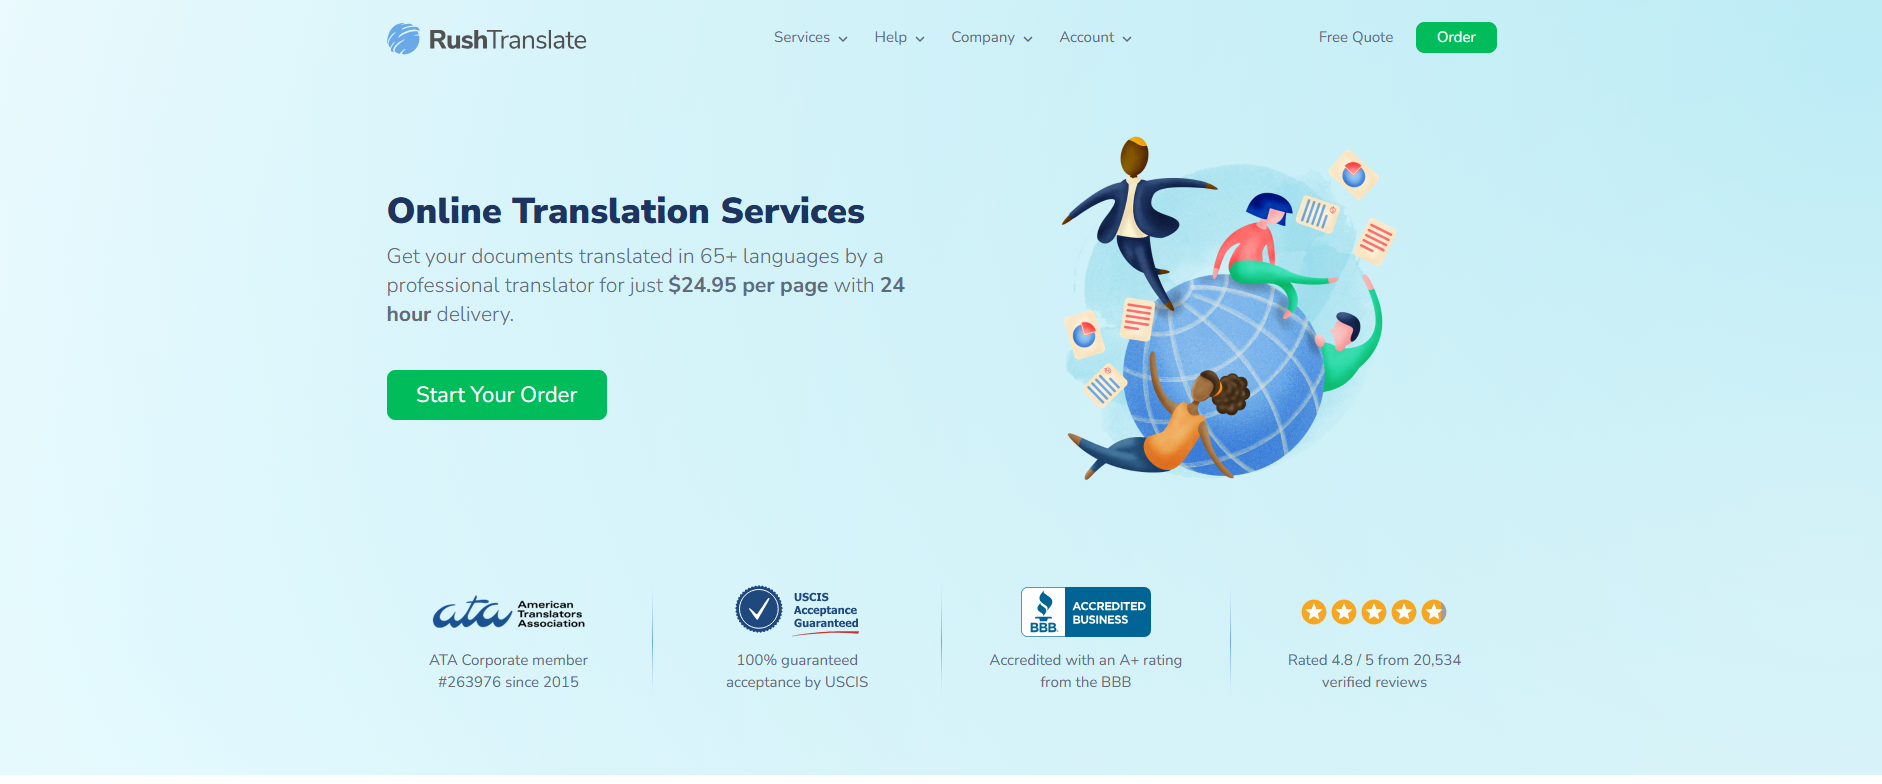 RushTranslate
Services
Help
Company
Account
Free Quote
Order
Online Translation Services
Get your documents translated in 65+ languages by a
professional translator for just $24.95 per page with 24
hour delivery.
Start Your Order
ata
American
Translators
Association
ATA Corporate member
#263976 since 2015
USCIS
Acceptance
Guaranteed
100% guaranteed
acceptance by USCIS
BBB.
ACCREDITED
BUSINESS
Accredited with an A+ rating
from the BBB
Rated 4.8 / 5 from 20,534
verified reviews